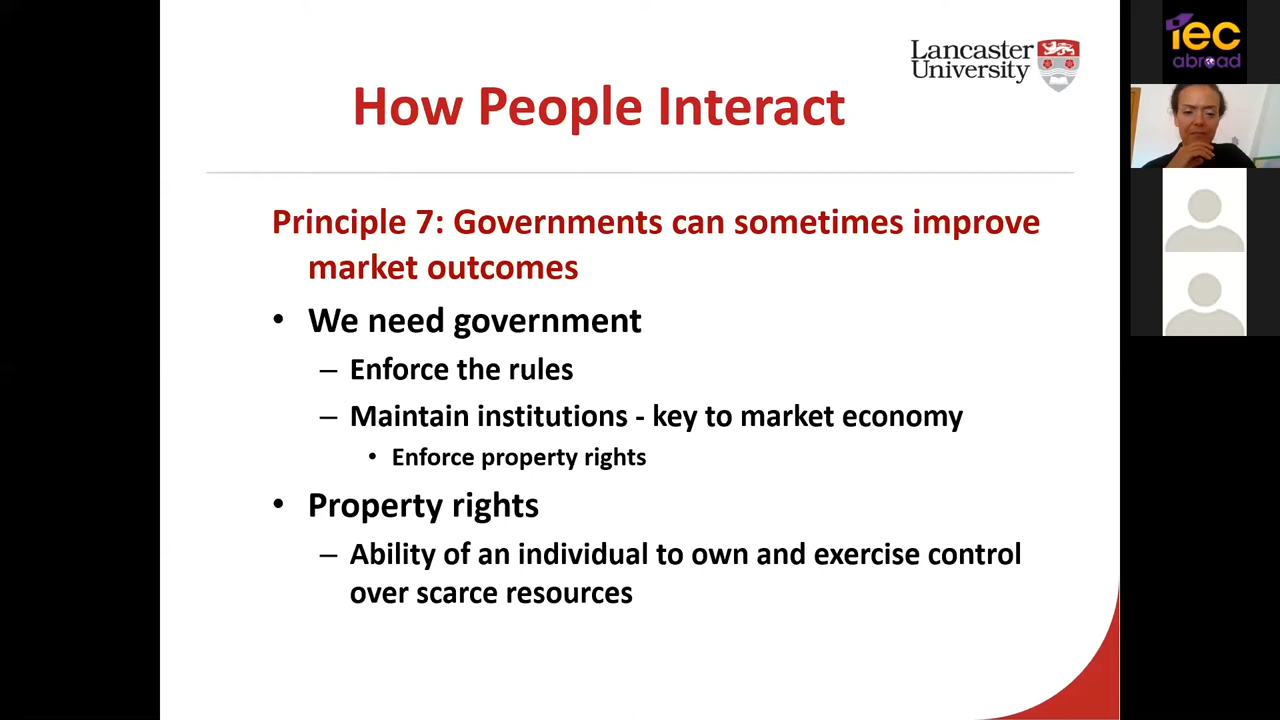 Lancaster
University
How People Interact
Principle 7: Governments can sometimes improve
market outcomes
• We need government
– Enforce the rules
– Maintain institutions - key to market economy
• Enforce property rights
• Property rights
– Ability of an individual to own and exercise control
over scarce resources
iec
abroad